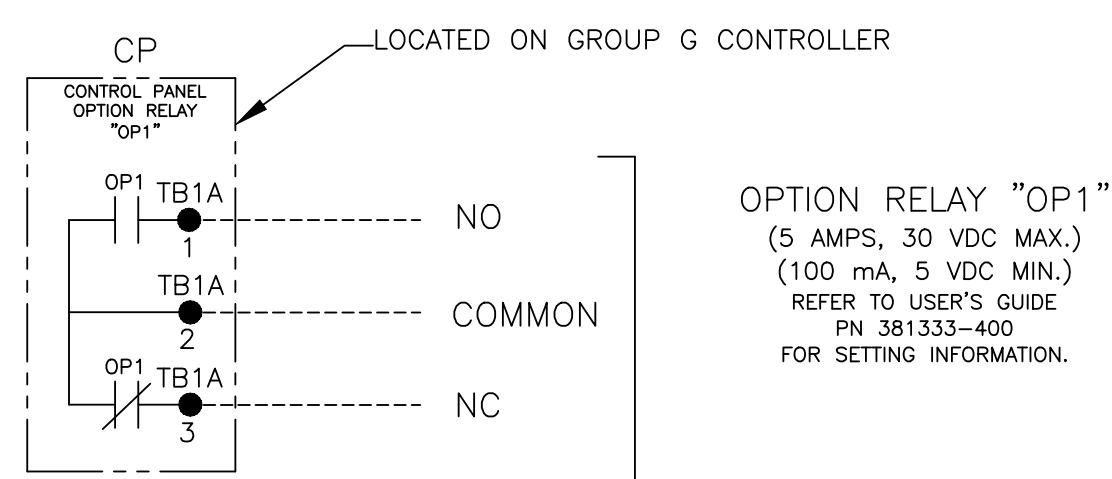 CP
LOCATED ON GROUP G CONTROLLER
CONTROL PANEL
OPTION RELAY
"OP1"
OP1 TB1A
1
NO
TB1A
2
COMMON
OP1 TB1A
3
NC
OPTION RELAY "OP1"
(5 AMPS, 30 VDC MAX.)
(100 mA, 5 VDC MIN.)
REFER TO USER'S GUIDE
PN 381333-400
FOR SETTING INFORMATION.